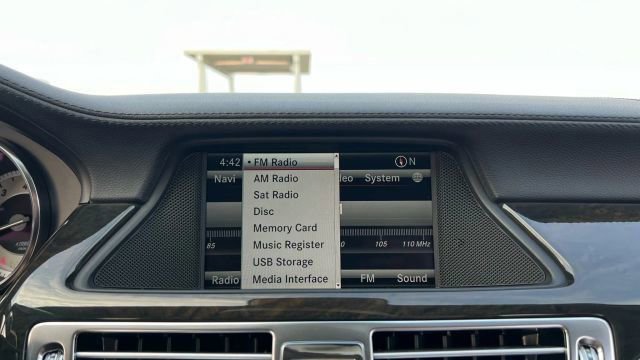 4:42 • FM Radio N
Navi AM Radio deo System
Sat Radio
Disc
Memory Card
85 Music Register 105 110 MHz
USB Storage
Radio Media Interface FM Sound